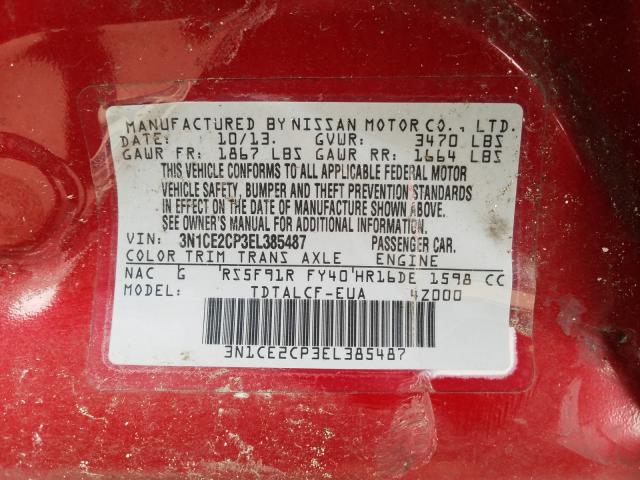 MANUFACTURED BY NISSAN MOTOR CO., LTD.
DATE: 10/13. GVWR: 3470 LBS
GAWR FR: 1867 LBS GAWR RR: 1664 LBS
THIS VEHICLE CONFORMS TO ALL APPLICABLE FEDERAL MOTOR
VEHICLE SAFETY, BUMPER AND THEFT PREVENTION STANDARDS
IN EFFECT ON THE DATE OF MANUFACTURE SHOWN ABOVE.
SEE OWNER'S MANUAL FOR ADDITIONAL INFORMATION.
VIN: 3N1CE2CP3EL385487 PASSENGER CAR.
COLOR TRIM TRANS AXLE ENGINE
NAC G RS5F91R FY40 HR16DE 1598 CC
MODEL: TDTALCF-EUA 4Z000
3N1CE2CP3EL385487